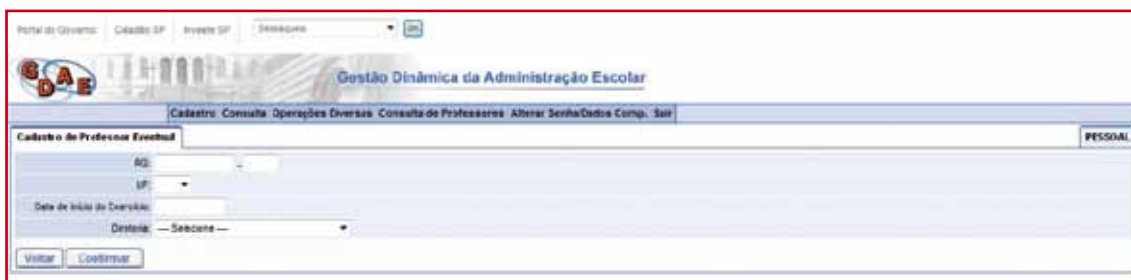 Portal do Governo Cidadão SP Investe SP Destaques OK
GDAE
Gestão Dinâmica da Administração Escolar
Cadastro Consulta Operações Diversas Consulta de Professores Alterar Senha/Dados Comp. Sair
Cadastro de Professor Eventual PESSOAL
RG: -
UF:
Data de Início do Exercício:
Diretoria: --- Selecione ---
Voltar Confirmar